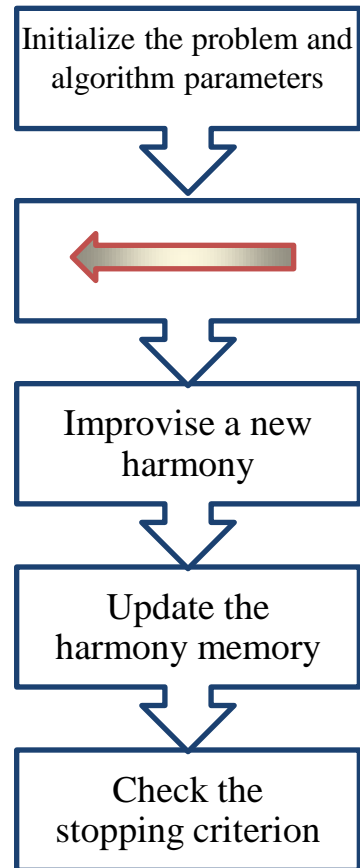 Initialize the problem and
algorithm parameters
Improvise a new
harmony
Update the
harmony memory
Check the
stopping criterion